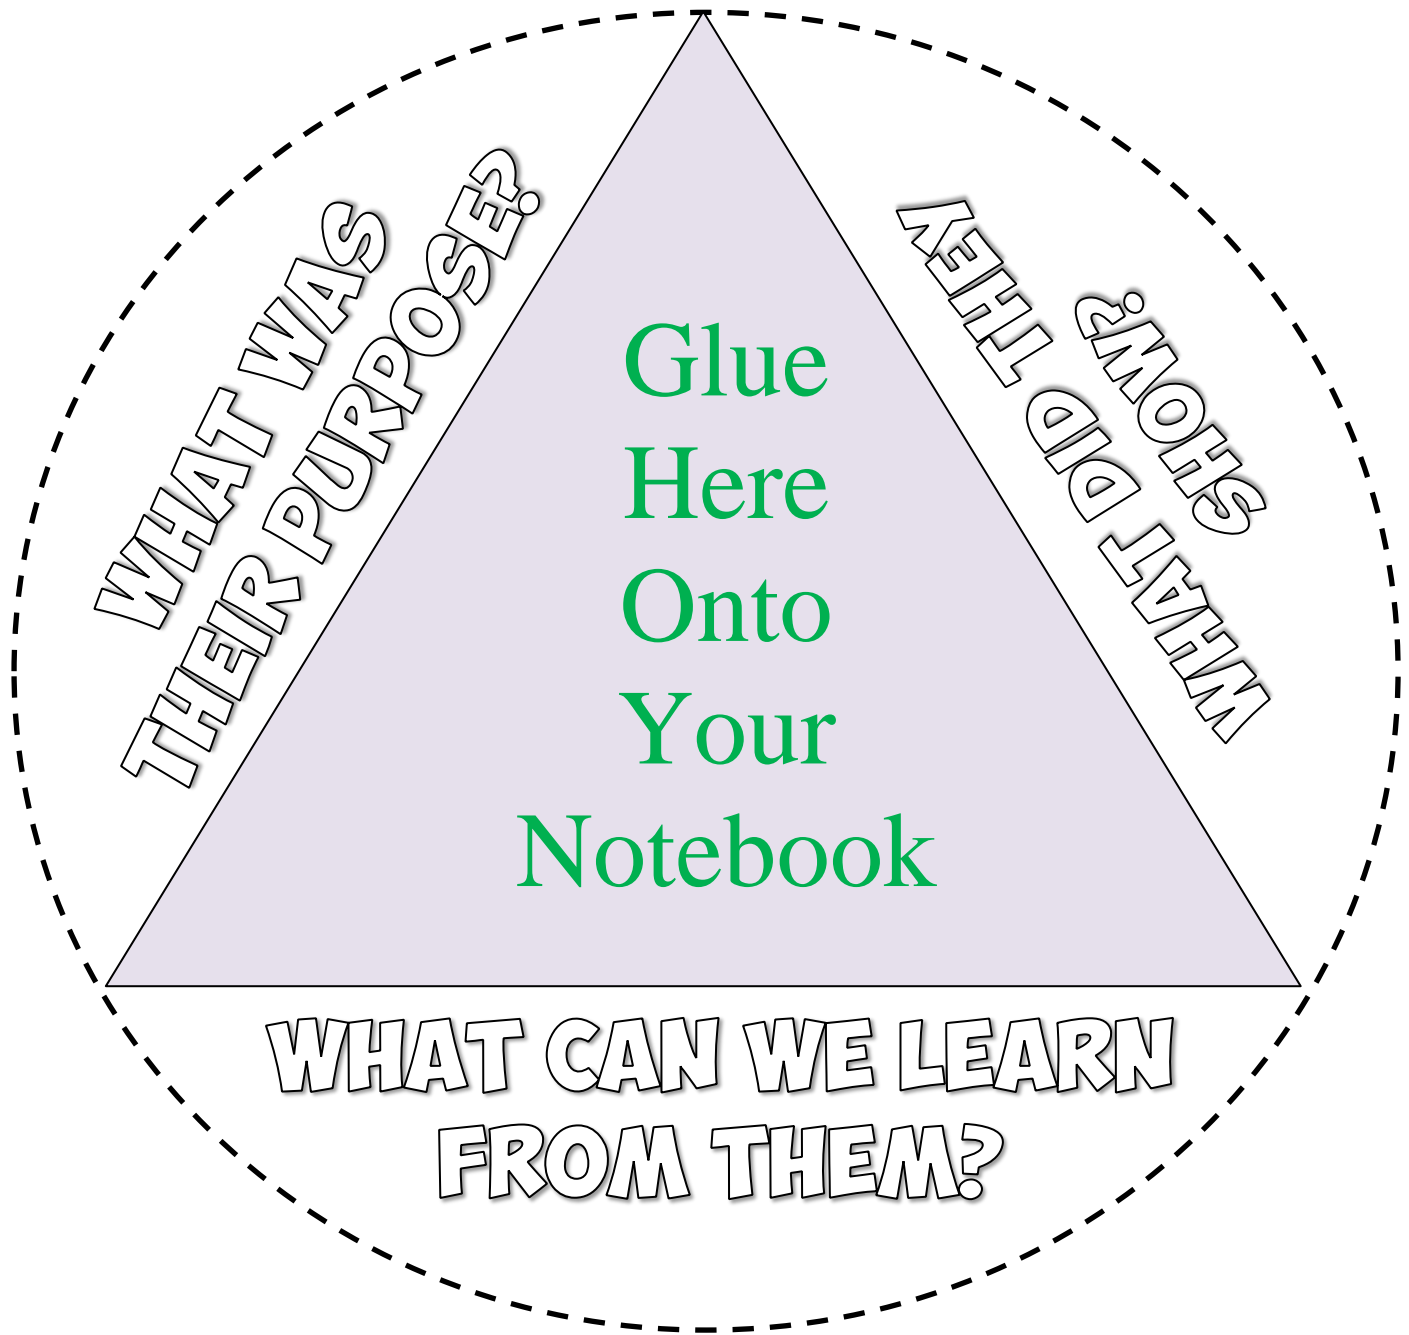 WHAT WAS
THEIR PURPOSE?
WHAT DID THEY
SHOW?
Glue
Here
Onto
Your
Notebook
WHAT CAN WE LEARN
FROM THEM?